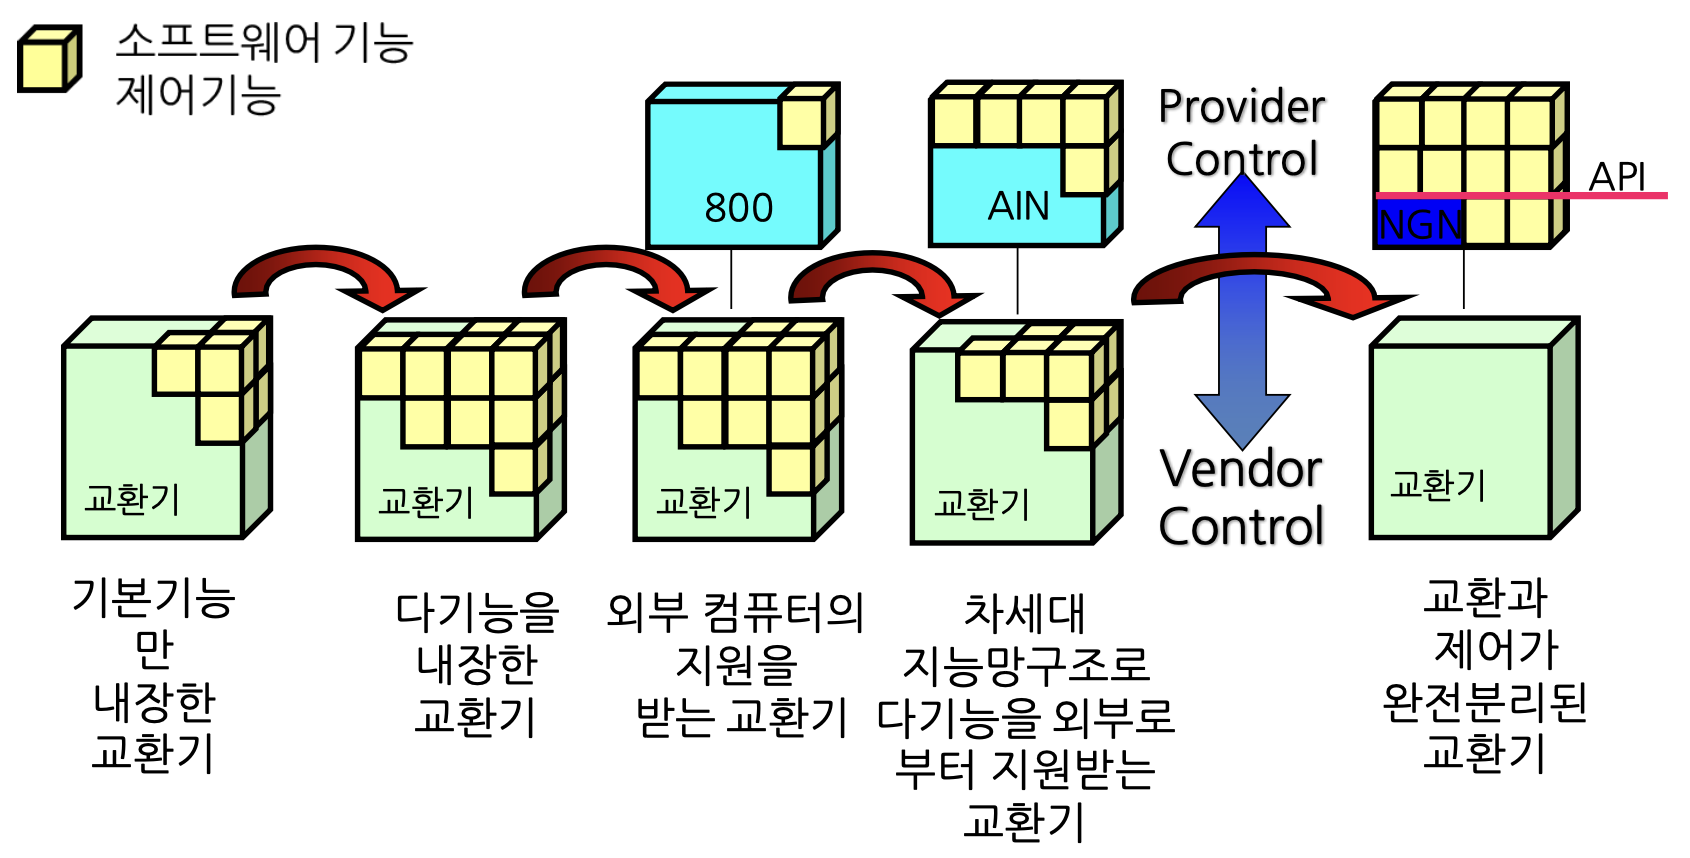 소프트웨어 기능
제어기능
800
AIN
Provider
Control
API
NGN
Vendor
Control
교환기
교환기
교환기
교환기
교환기
기본기능
만
내장한
교환기
다기능을
내장한
교환기
외부 컴퓨터의
지원을
받는 교환기
차세대
지능망구조로
다기능을 외부로
부터 지원받는
교환기
교환과
제어가
완전분리된
교환기